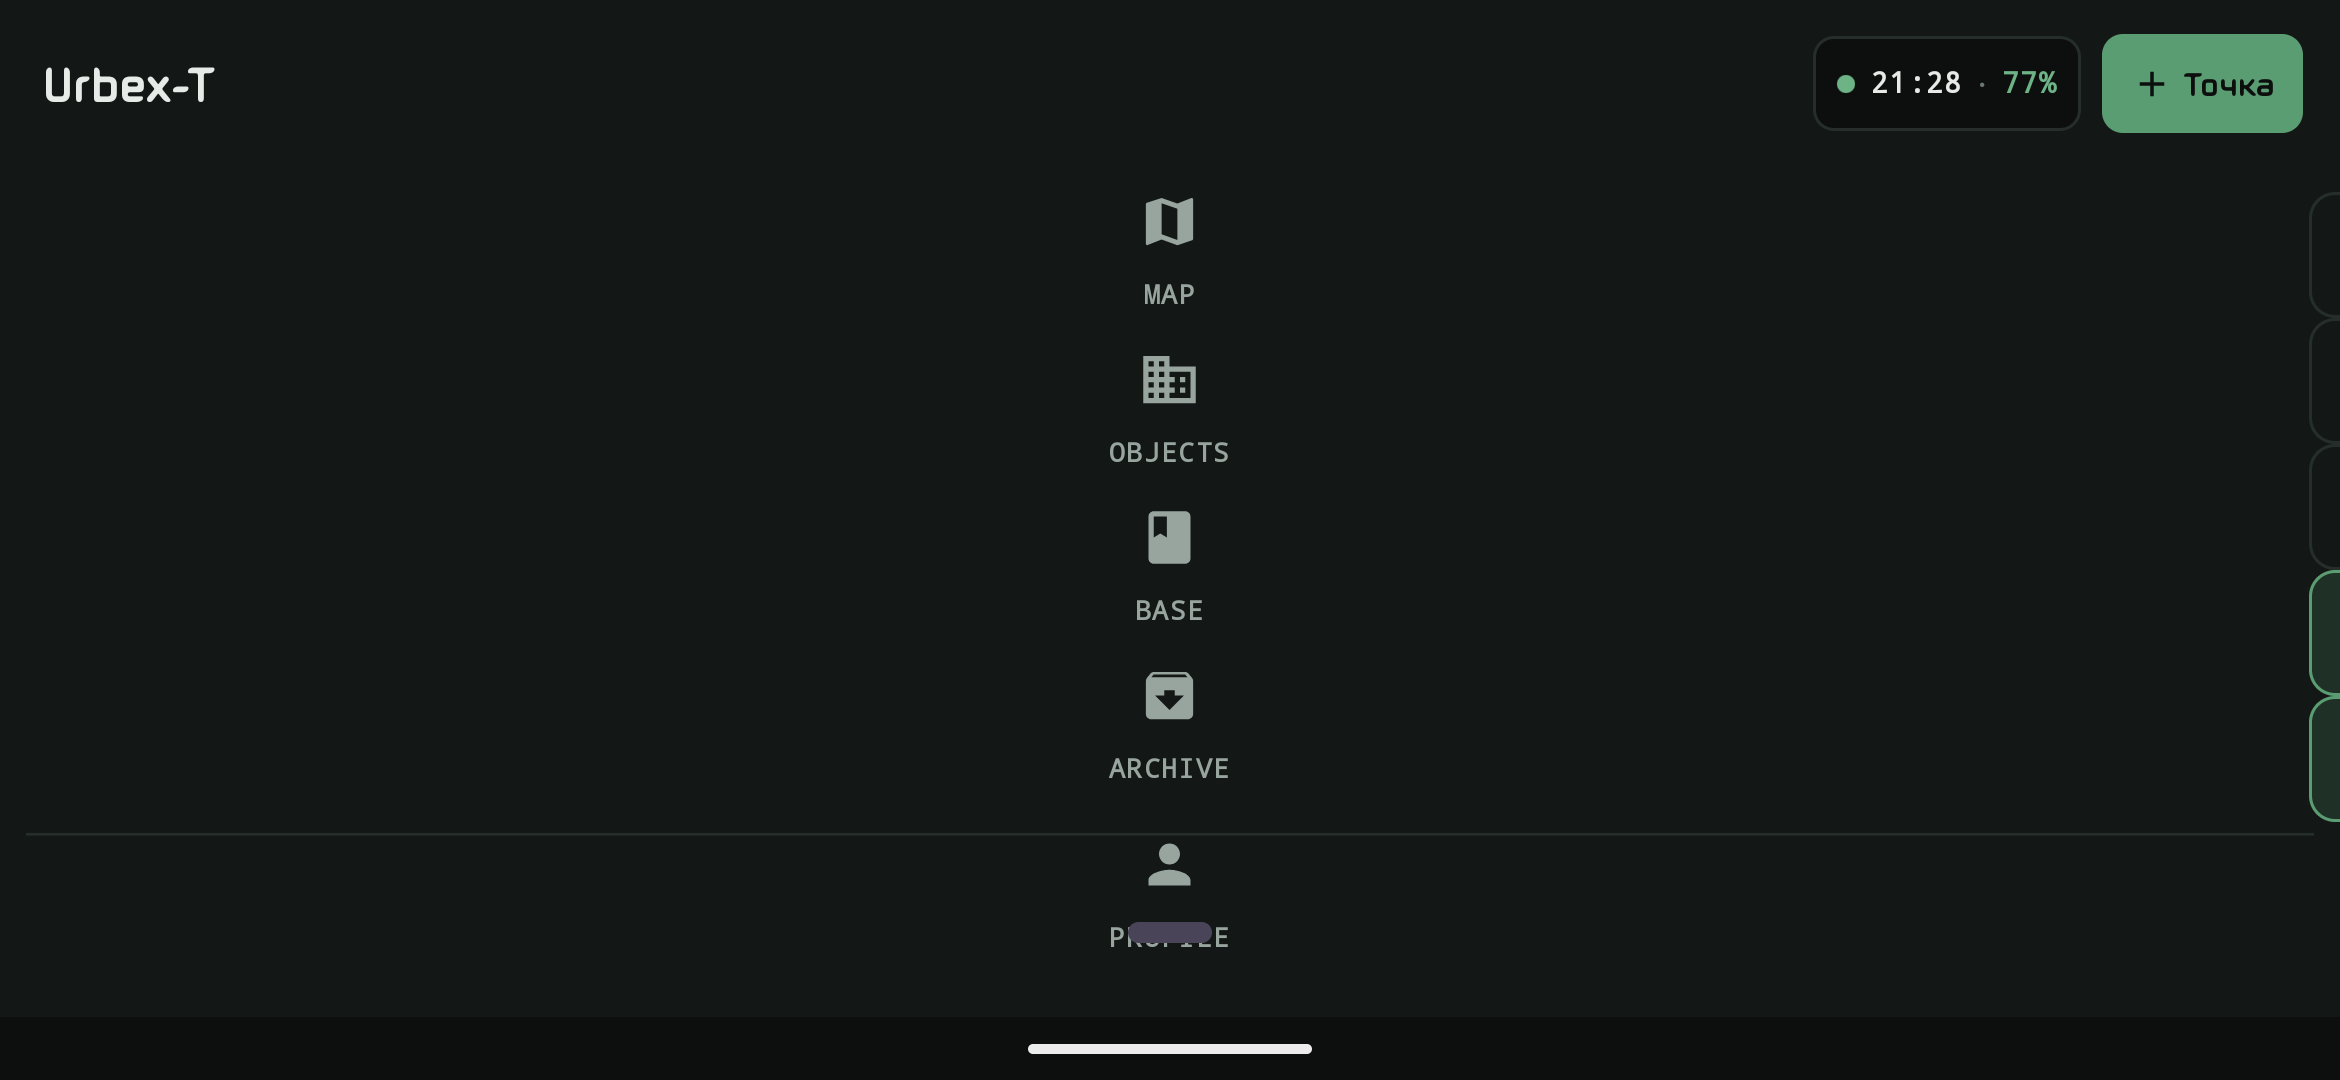 Urbex-T
21:28 · 77%
+ Точка
MAP
OBJECTS
BASE
ARCHIVE